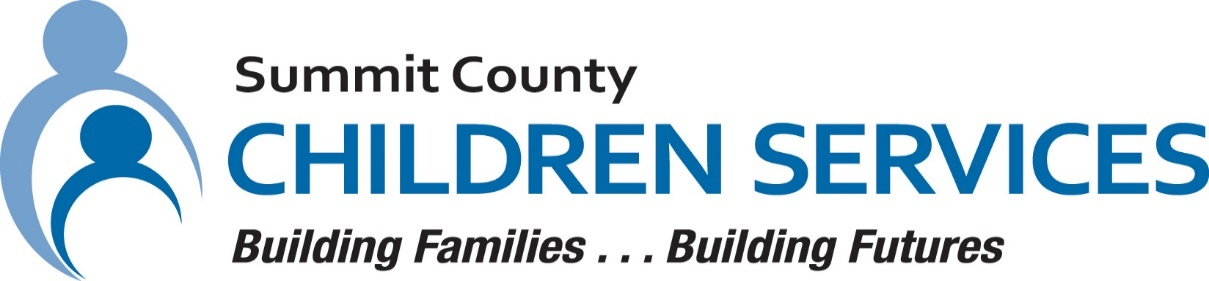 Summit County
CHILDREN SERVICES
Building Families . . . Building Futures